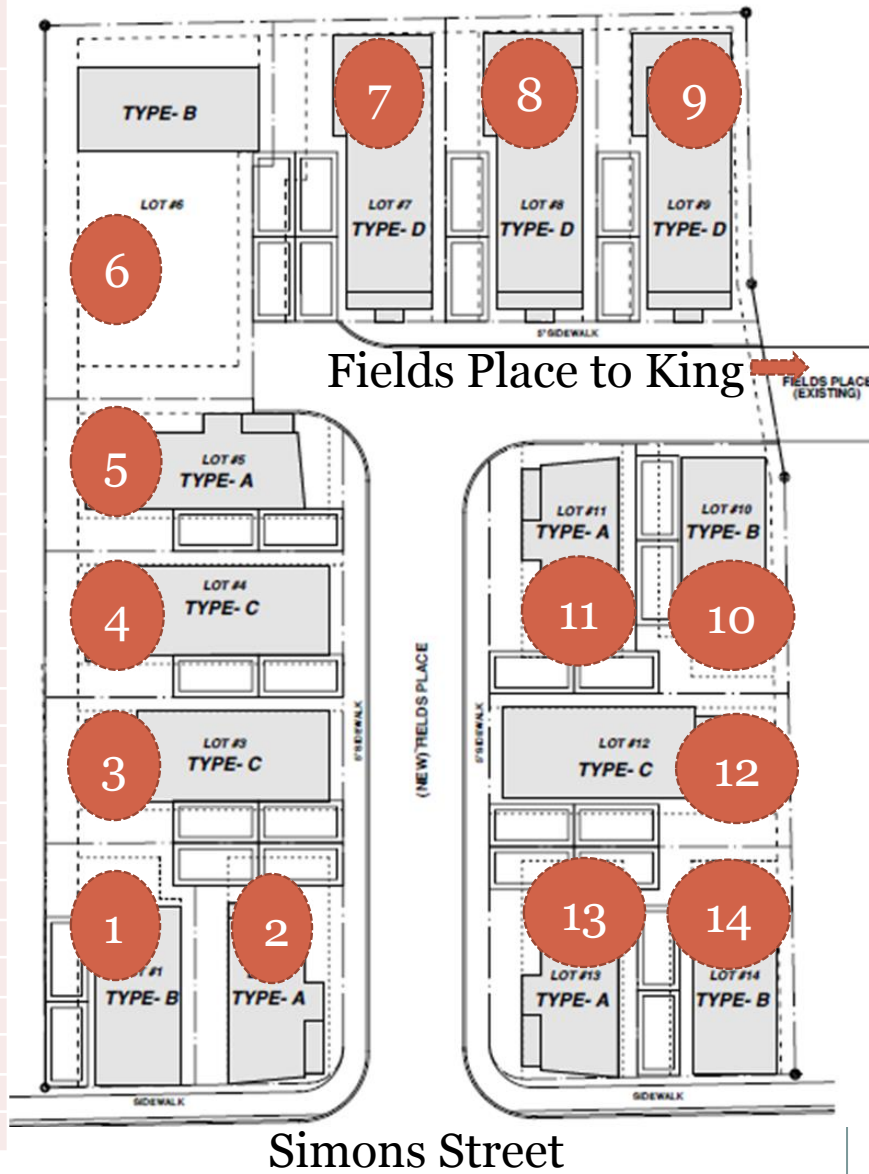 7
8
9
TYPE- B
LOT #6
LOT #7
TYPE- D
LOT #8
TYPE- D
LOT #9
TYPE- D
6
5' SIDEWALK
Fields Place to King
FIELDS PLACE
(EXISTING)
5
LOT #5
TYPE- A
LOT #11
TYPE- A
LOT #10
TYPE- B
4
LOT #4
TYPE- C
11
10
(NEW) FIELDS PLACE
5' SIDEWALK
5' SIDEWALK
3
LOT #3
TYPE- C
LOT #12
TYPE- C
12
1
2
13
14
#1
TYPE- B
TYPE- A
LOT #13
TYPE- A
LOT #14
TYPE- B
SIDEWALK
SIDEWALK
Simons Street